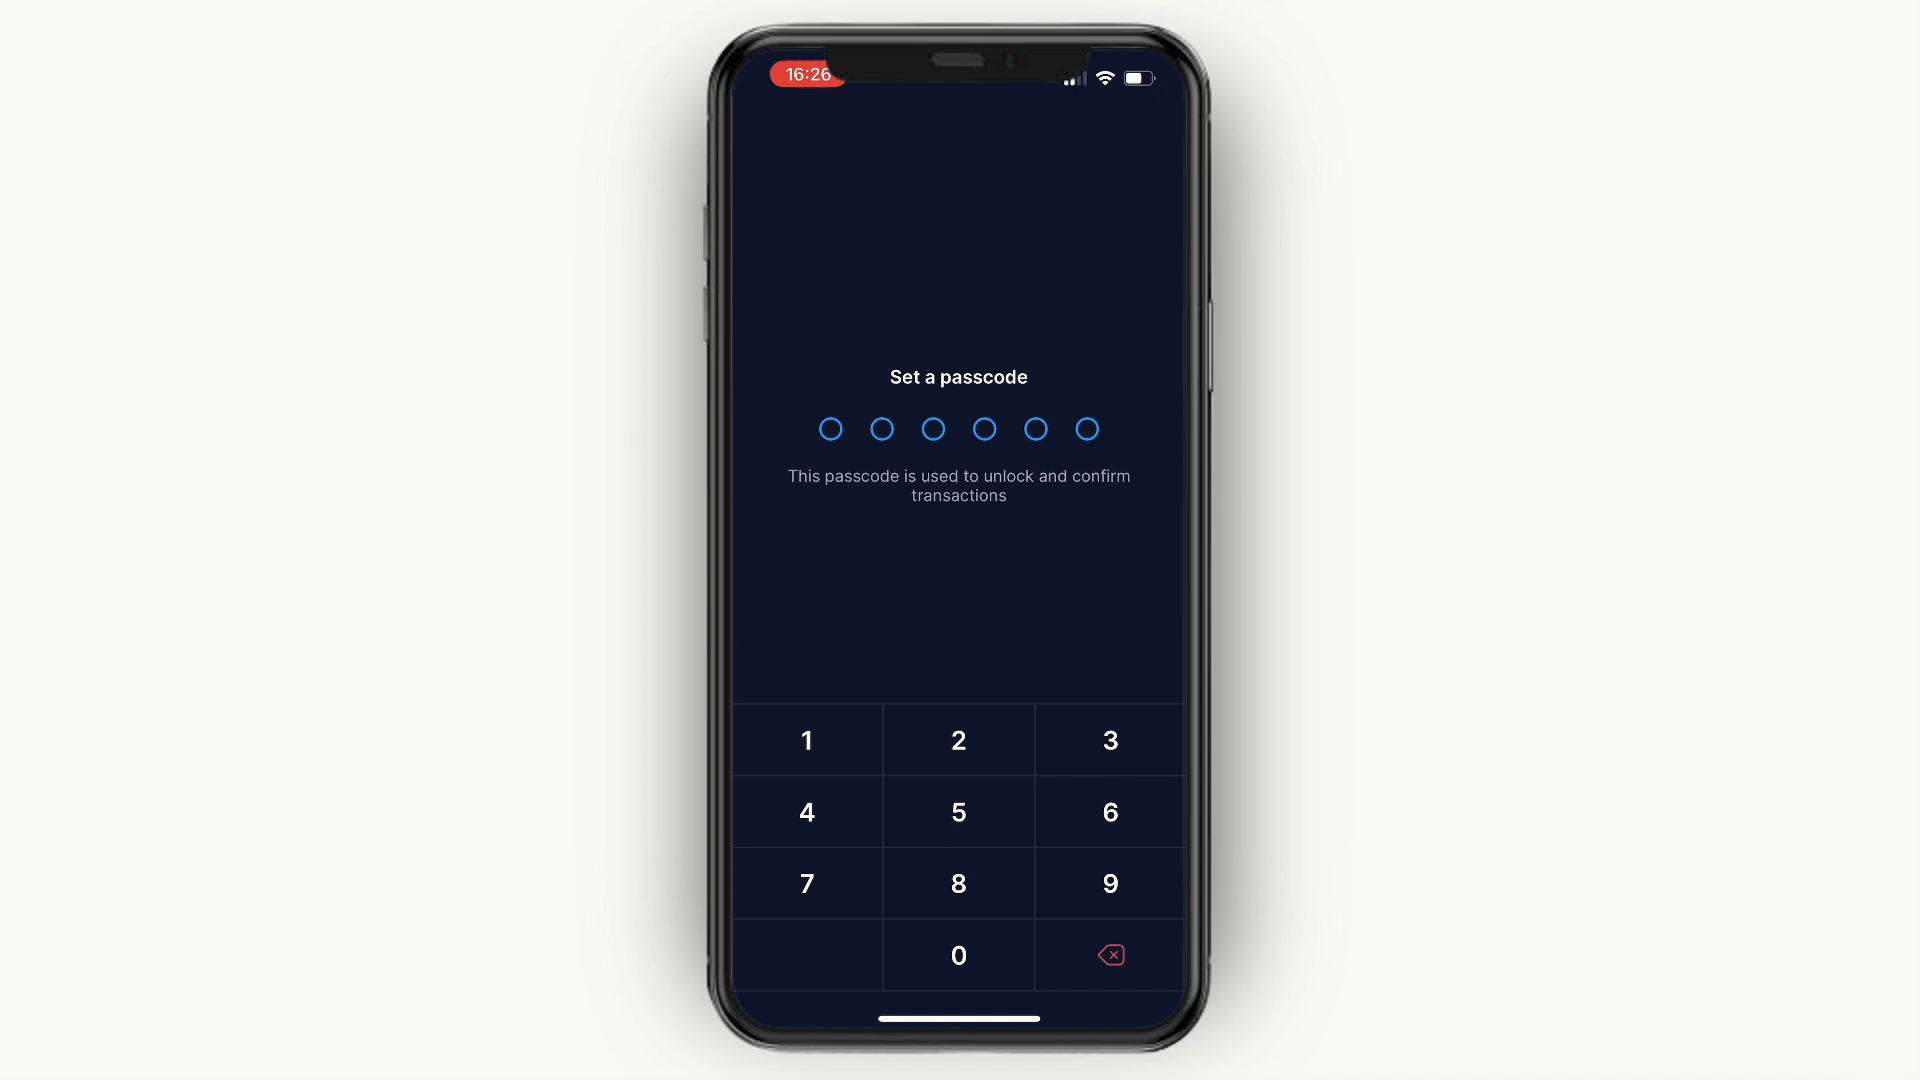 16:26
Set a passcode
This passcode is used to unlock and confirm
transactions
1 2 3
4 5 6
7 8 9
0